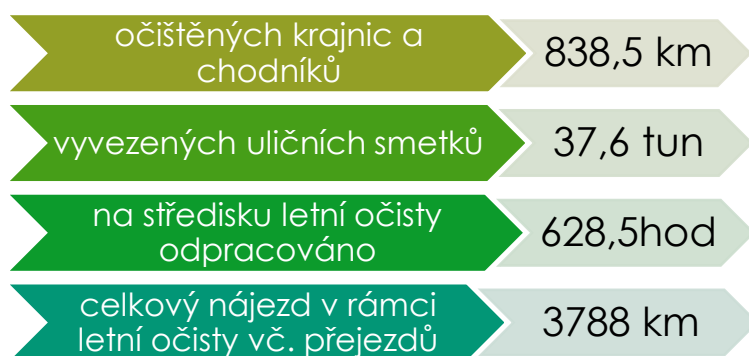 očištěných krajnic a
chodníků
838,5 km
vyvezených uličních smetků
37,6 tun
na středisku letní očisty
odpracováno
628,5hod
celkový nájezd v rámci
letní očisty vč. přejezdů
3788 km